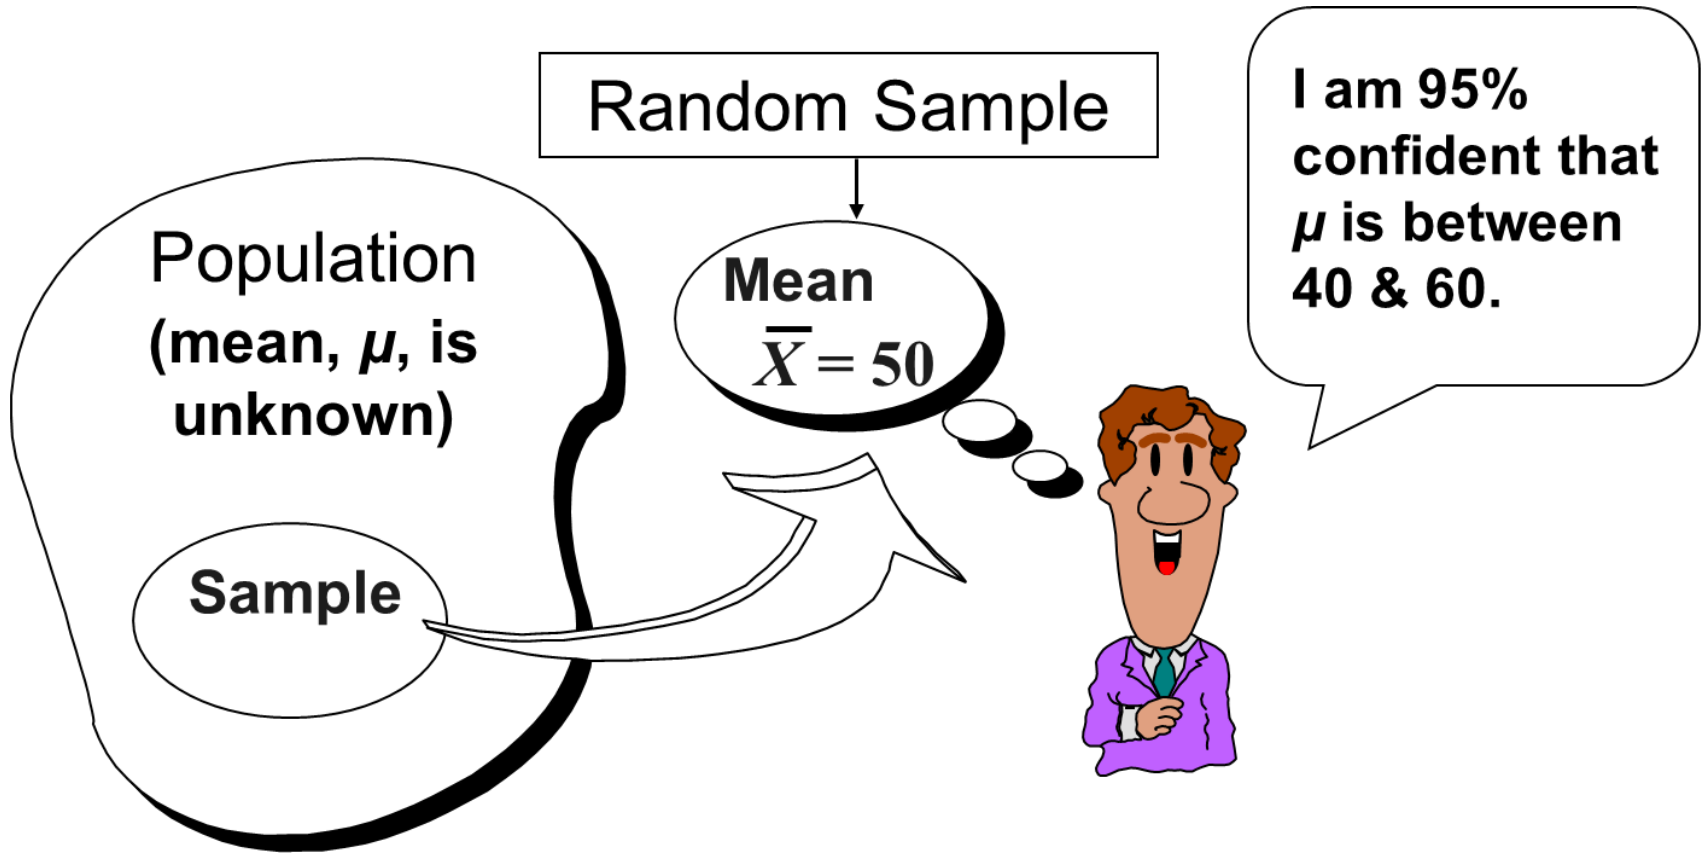 Random Sample
Population
(mean, μ, is
unknown)
Sample
Mean
X̅ = 50
I am 95%
confident that
μ is between
40 & 60.